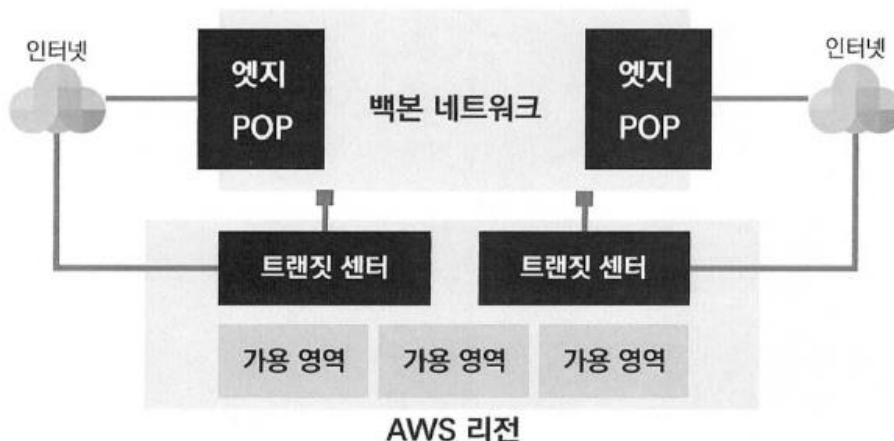 인터넷
인터넷
엣지
POP
백본 네트워크
엣지
POP
트랜짓 센터
트랜짓 센터
가용 영역
가용 영역
가용 영역
AWS 리전